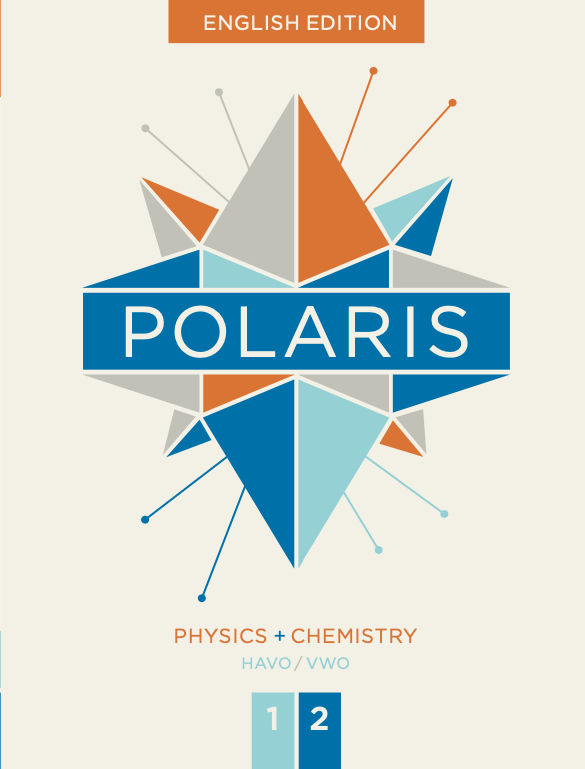 ENGLISH EDITION
POLARIS
PHYSICS + CHEMISTRY
HAVO/VWO
1 2